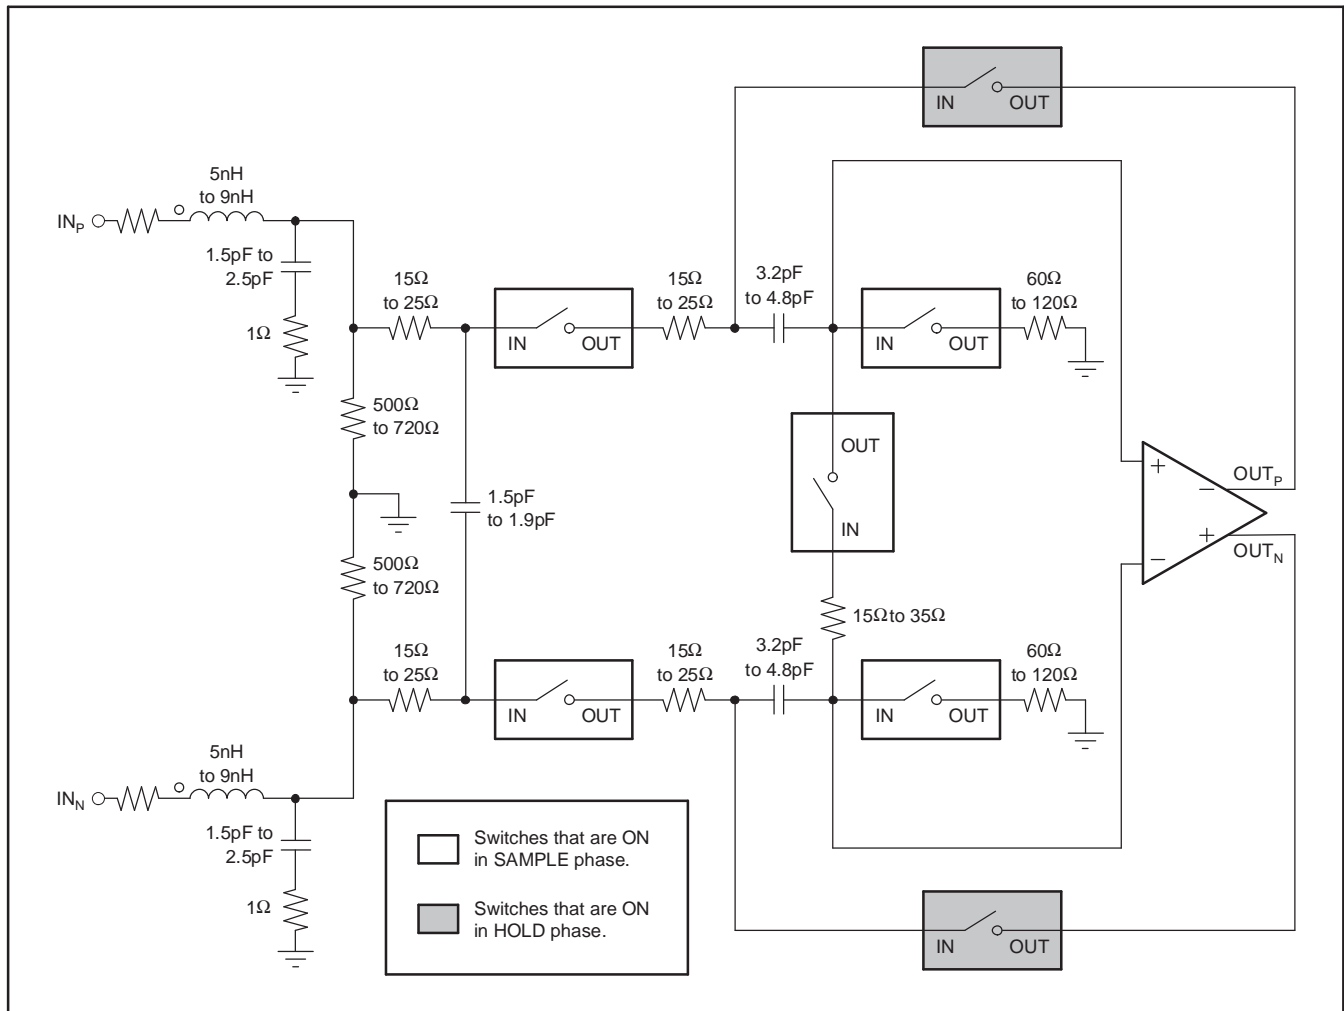 IN OUT
5nH
to 9nH
INP
1.5pF to
2.5pF
1Ω
15Ω
to 25Ω
IN OUT
15Ω
to 25Ω
3.2pF
to 4.8pF
IN OUT
60Ω
to 120Ω
500Ω
to 720Ω
OUT
IN
1.5pF
to 1.9pF
+
−
−
+
OUTP
OUTN
500Ω
to 720Ω
15Ω to 35Ω
15Ω
to 25Ω
IN OUT
15Ω
to 25Ω
3.2pF
to 4.8pF
IN OUT
60Ω
to 120Ω
5nH
to 9nH
INN
1.5pF to
2.5pF
1Ω
Switches that are ON
in SAMPLE phase.
Switches that are ON
in HOLD phase.
IN OUT